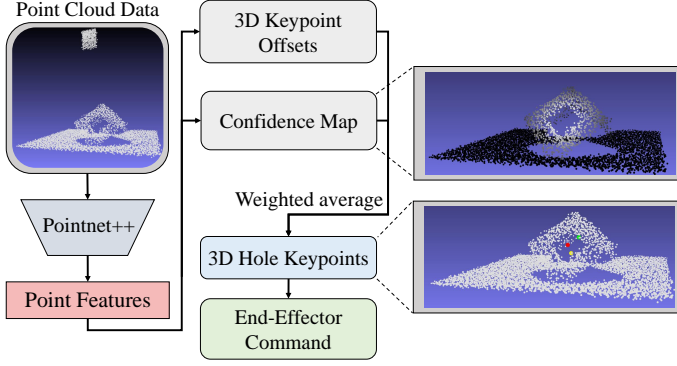 Point Cloud Data
Pointnet++
Point Features
3D Keypoint
Offsets
Confidence Map
Weighted average
3D Hole Keypoints
End-Effector
Command